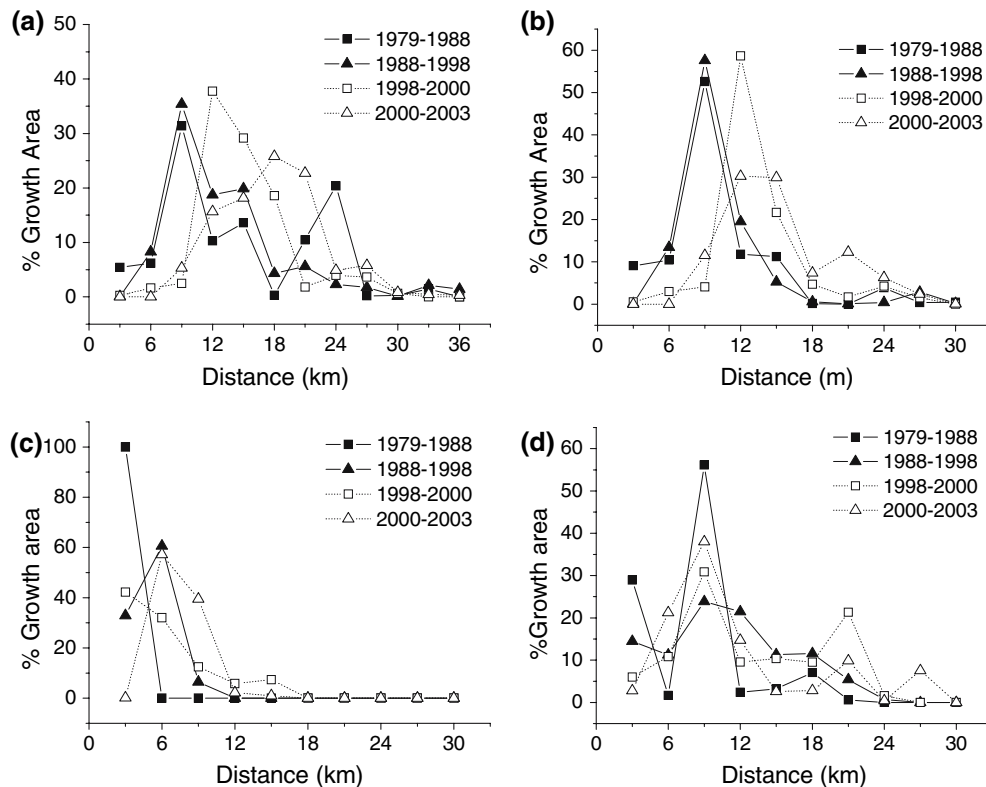 (a)
50
40
30
20
10
0
% Growth Area
0 6 12 18 24 30 36
Distance (km)
1979-1988
1988-1998
1998-2000
2000-2003
(b)
60
50
40
30
20
10
0
% Growth Area
0 6 12 18 24 30
Distance (m)
1979-1988
1988-1998
1998-2000
2000-2003
(c)
100
80
60
40
20
0
% Growth area
0 6 12 18 24 30
Distance (km)
1979-1988
1988-1998
1998-2000
2000-2003
(d)
60
50
40
30
20
10
0
%Growth area
0 6 12 18 24 30
Distance (km)
1979-1988
1988-1998
1998-2000
2000-2003